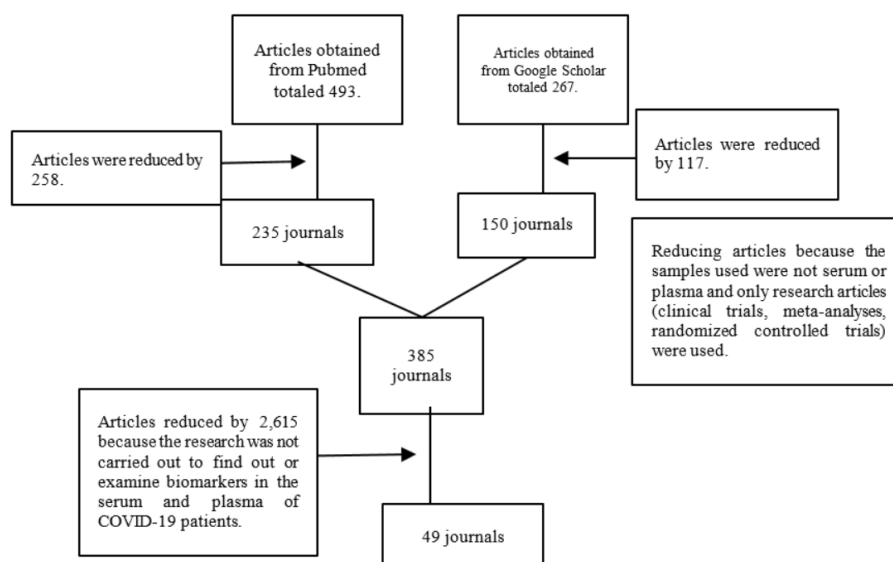 Articles obtained
from Pubmed
totaled 493.
Articles obtained
from Google Scholar
totaled 267.
Articles were reduced by
258.
Articles were reduced
by 117.
235 journals
150 journals
Reducing articles because the
samples used were not serum or
plasma and only research articles
(clinical trials, meta-analyses,
randomized controlled trials)
were used.
385
journals
Articles reduced by 2,615
because the research was not
carried out to find out or
examine biomarkers in the
serum and plasma of
COVID-19 patients.
49 journals